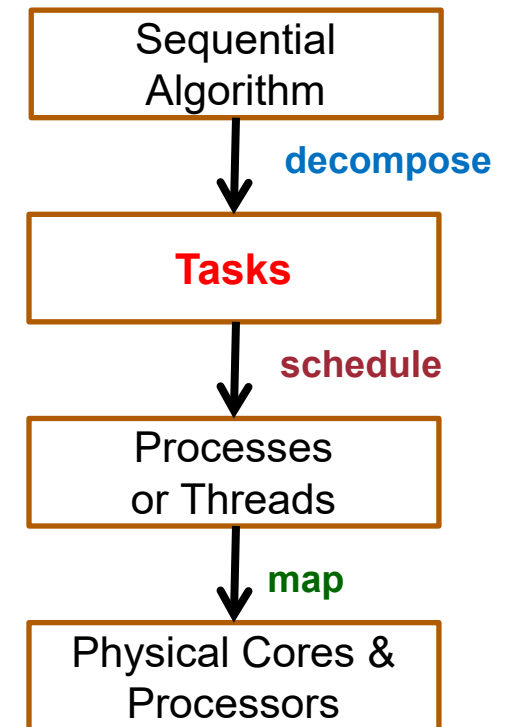 Sequential
Algorithm
decompose
Tasks
schedule
Processes
or Threads
map
Physical Cores &
Processors